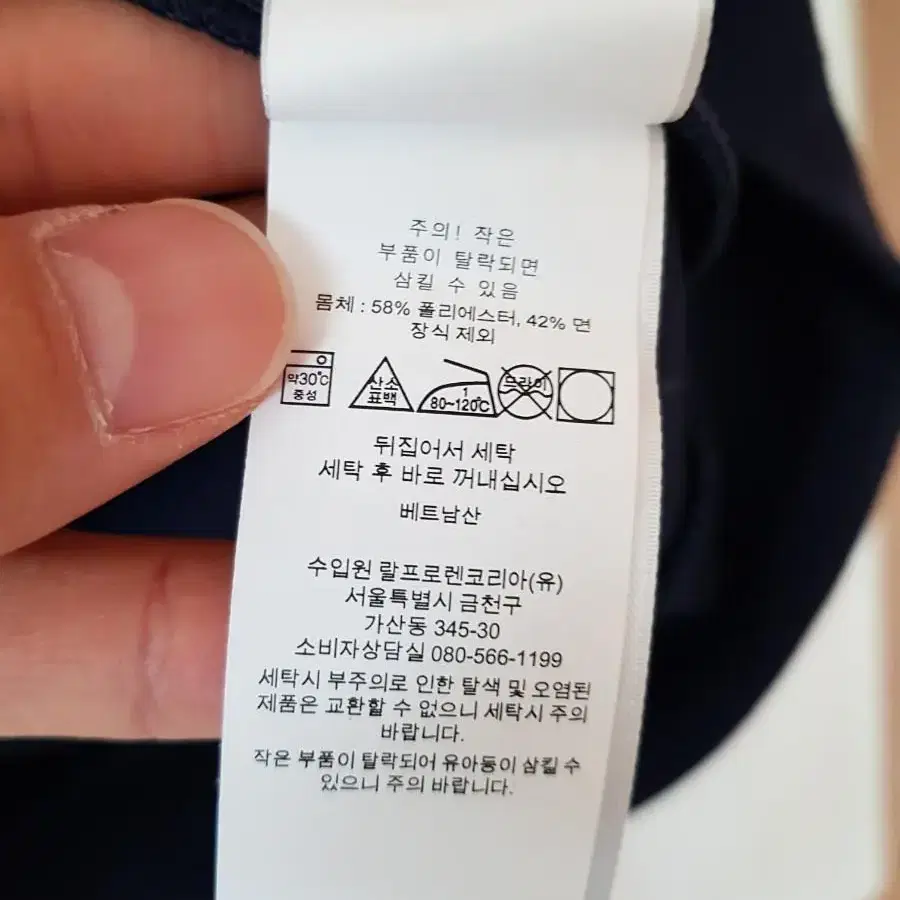 주의! 작은
부품이 탈락되면
삼킬 수 있음
몸체 : 58% 폴리에스터, 42% 면
장식 제외
약30℃
중성
산소
표백
1
80~120℃
드라이
뒤집어서 세탁
세탁 후 바로 꺼내십시오
베트남산
수입원 랄프로렌코리아(유)
서울특별시 금천구
가산동 345-30
소비자상담실 080-566-1199
세탁시 부주의로 인한 탈색 및 오염된
제품은 교환할 수 없으니 세탁시 주의
바랍니다.
작은 부품이 탈락되어 유아동이 삼킬 수
있으니 주의 바랍니다.